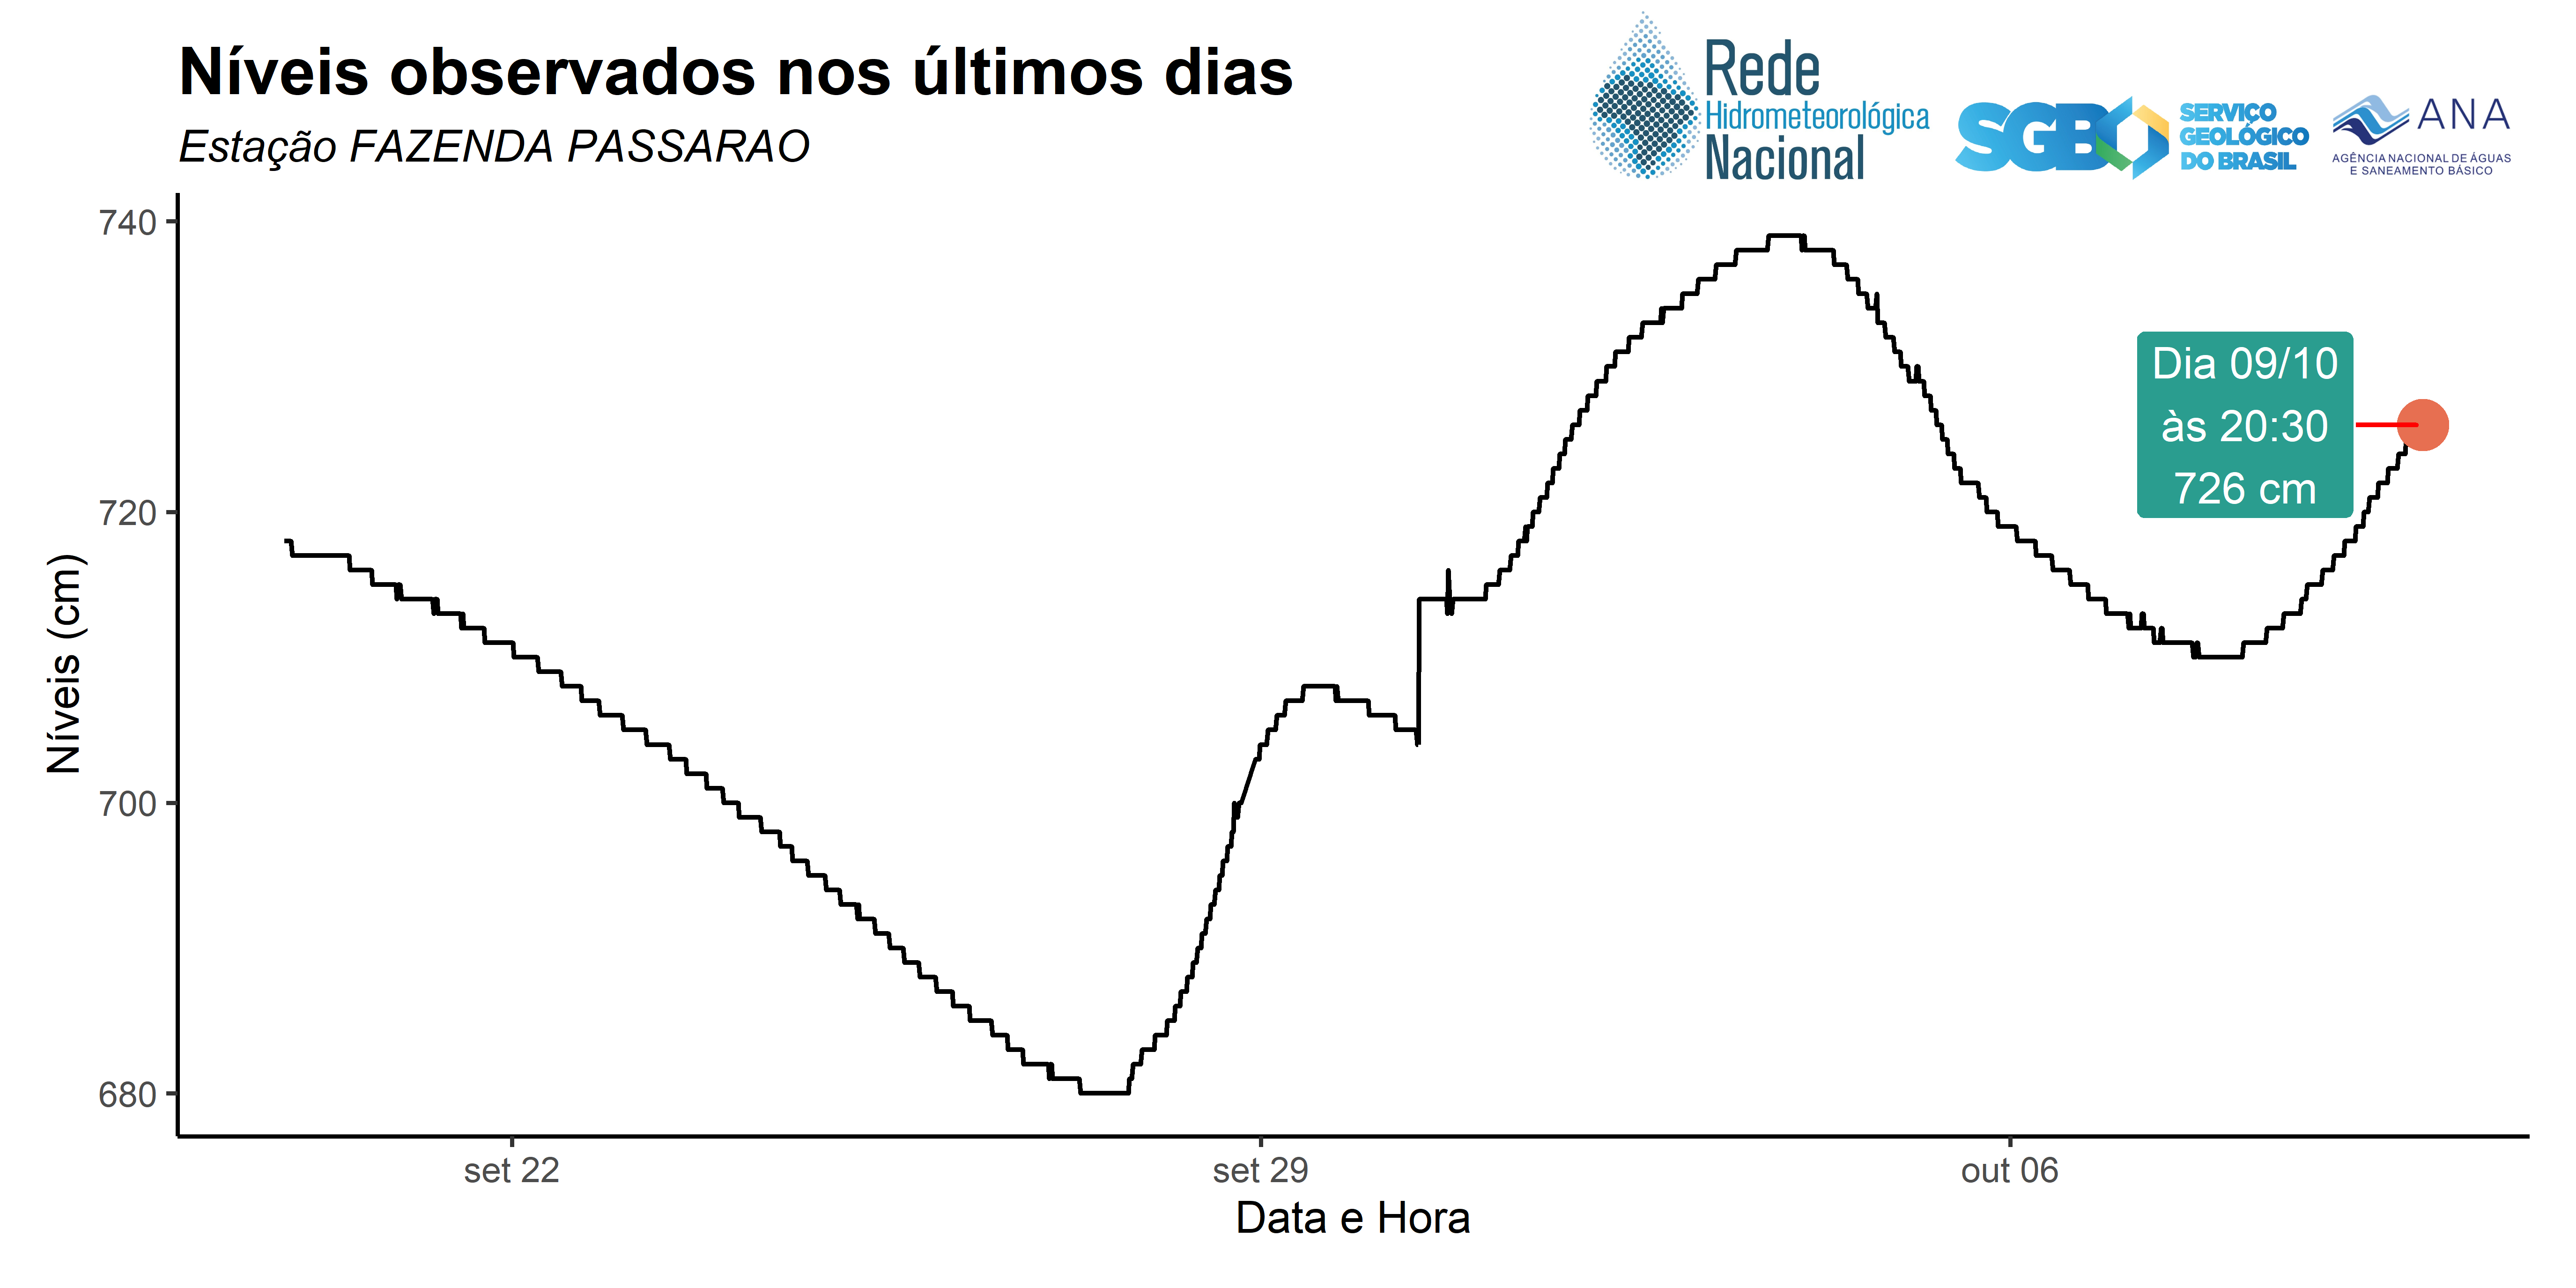 Níveis observados nos últimos dias
Estação FAZENDA PASSARAO
Rede
Hidrometeorológica
Nacional
SGB
SERVIÇO
GEOLÓGICO
DO BRASIL
ANA
AGÊNCIA NACIONAL DE ÁGUAS
E SANEAMENTO BÁSICO
740
720
700
680
Níveis (cm)
Dia 09/10
às 20:30
726 cm
set 22
set 29
out 06
Data e Hora